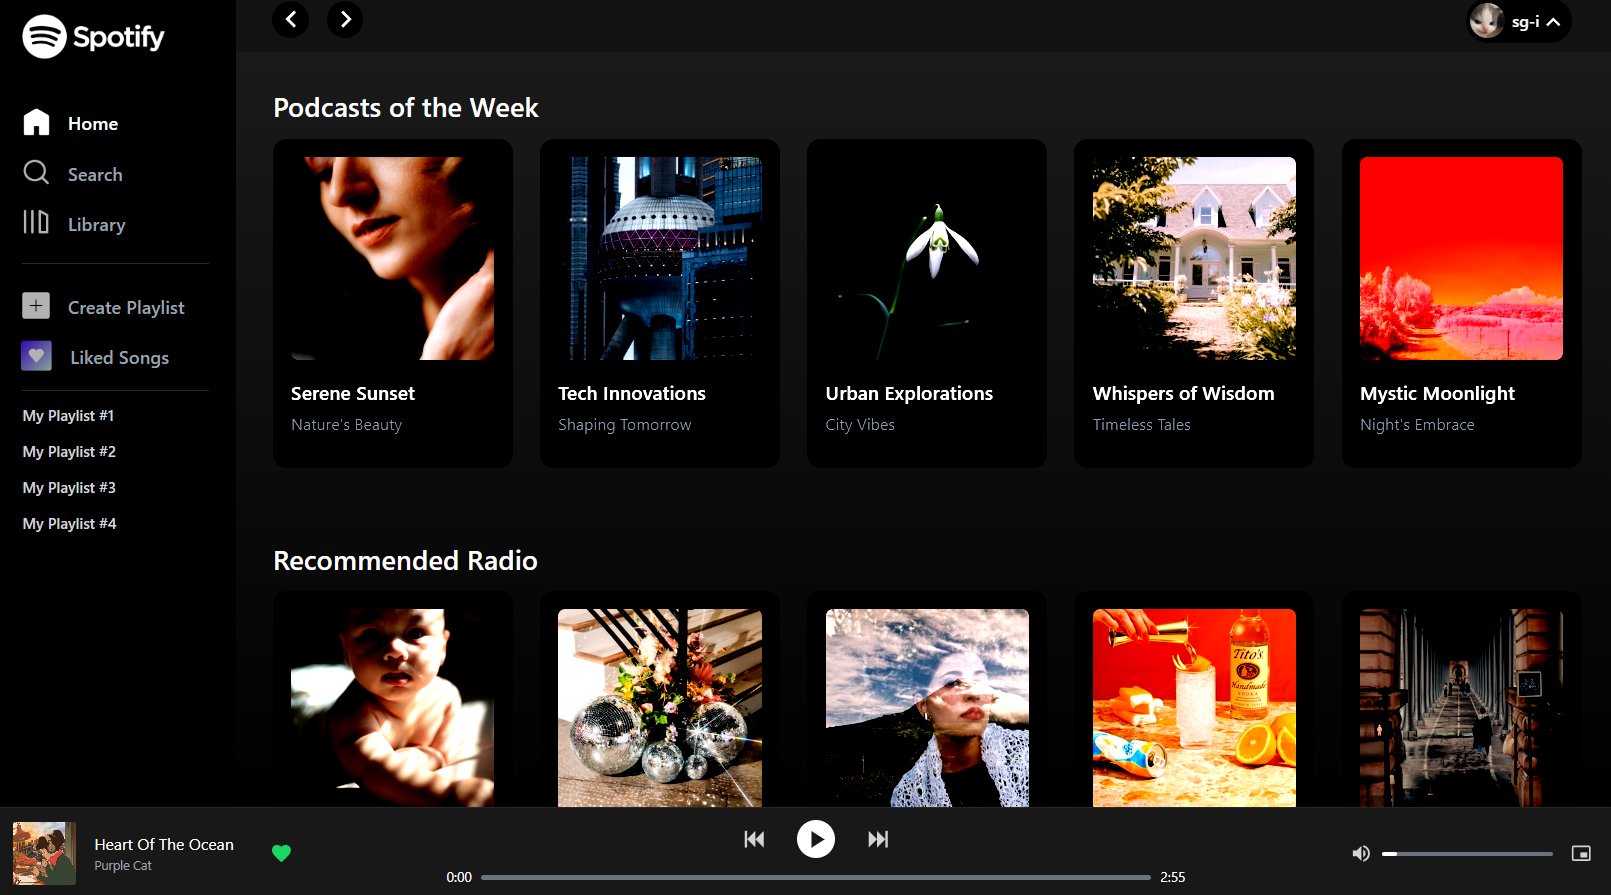 Spotify
sg-i
Home
Search
Library
Create Playlist
Liked Songs
My Playlist #1
My Playlist #2
My Playlist #3
My Playlist #4
Podcasts of the Week
Serene Sunset
Nature's Beauty
Tech Innovations
Shaping Tomorrow
Urban Explorations
City Vibes
Whispers of Wisdom
Timeless Tales
Mystic Moonlight
Night's Embrace
Recommended Radio
Tito's
Handmade
VODKA
Heart Of The Ocean
Purple Cat
0:00
2:55